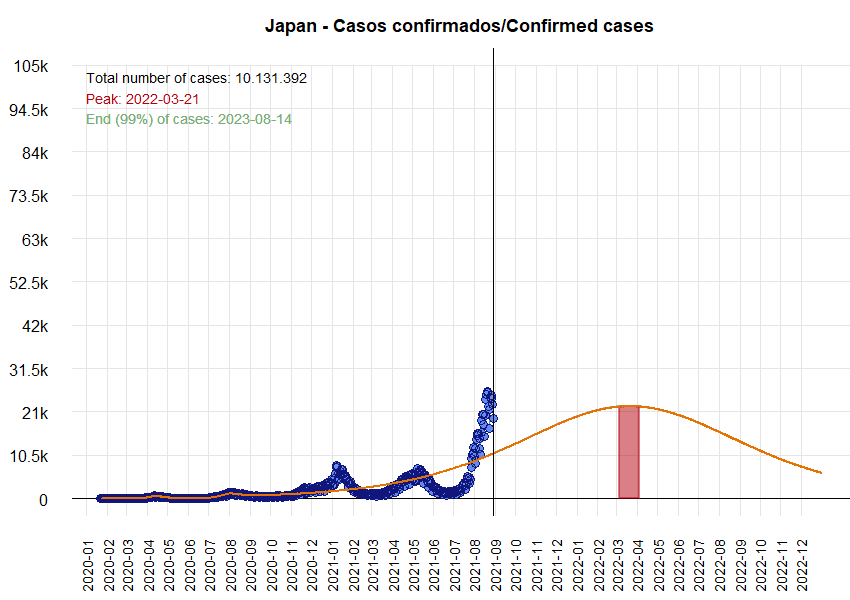 Japan - Casos confirmados/Confirmed cases
Total number of cases: 10.131.392
Peak: 2022-03-21
End (99%) of cases: 2023-08-14
105k
94.5k
84k
73.5k
63k
52.5k
42k
31.5k
21k
10.5k
0
2020-01
2020-02
2020-03
2020-04
2020-05
2020-06
2020-07
2020-08
2020-09
2020-10
2020-11
2020-12
2021-01
2021-02
2021-03
2021-04
2021-05
2021-06
2021-07
2021-08
2021-09
2021-10
2021-11
2021-12
2022-01
2022-02
2022-03
2022-04
2022-05
2022-06
2022-07
2022-08
2022-09
2022-10
2022-11
2022-12